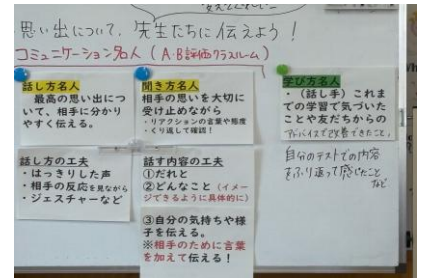 思い出について、先生たちに伝えよう！
コミュニケーション名人（A・B評価クラスルーム）
話し方名人
最高の思い出につ
いて、相手に分かり
やすく伝える。
聞き方名人
相手の思いを大切に
受け止めながら
・リアクションの言葉や態度
・くり返して確認！
学び方名人
・（話し手）これま
での学習で気づいた
ことや友だちからの
アドバイスで改善できたこと。
自分のテストでの内容
をふり返って感じたこと
など
話し方の工夫
・はっきりした声
・相手の反応を見ながら
・ジェスチャーなど
話す内容の工夫
①だれと
②どんなこと（イメー
ジできるように具体的に）
③自分の気持ちや様
子を伝える。
※相手のために言葉
を加えて伝える！